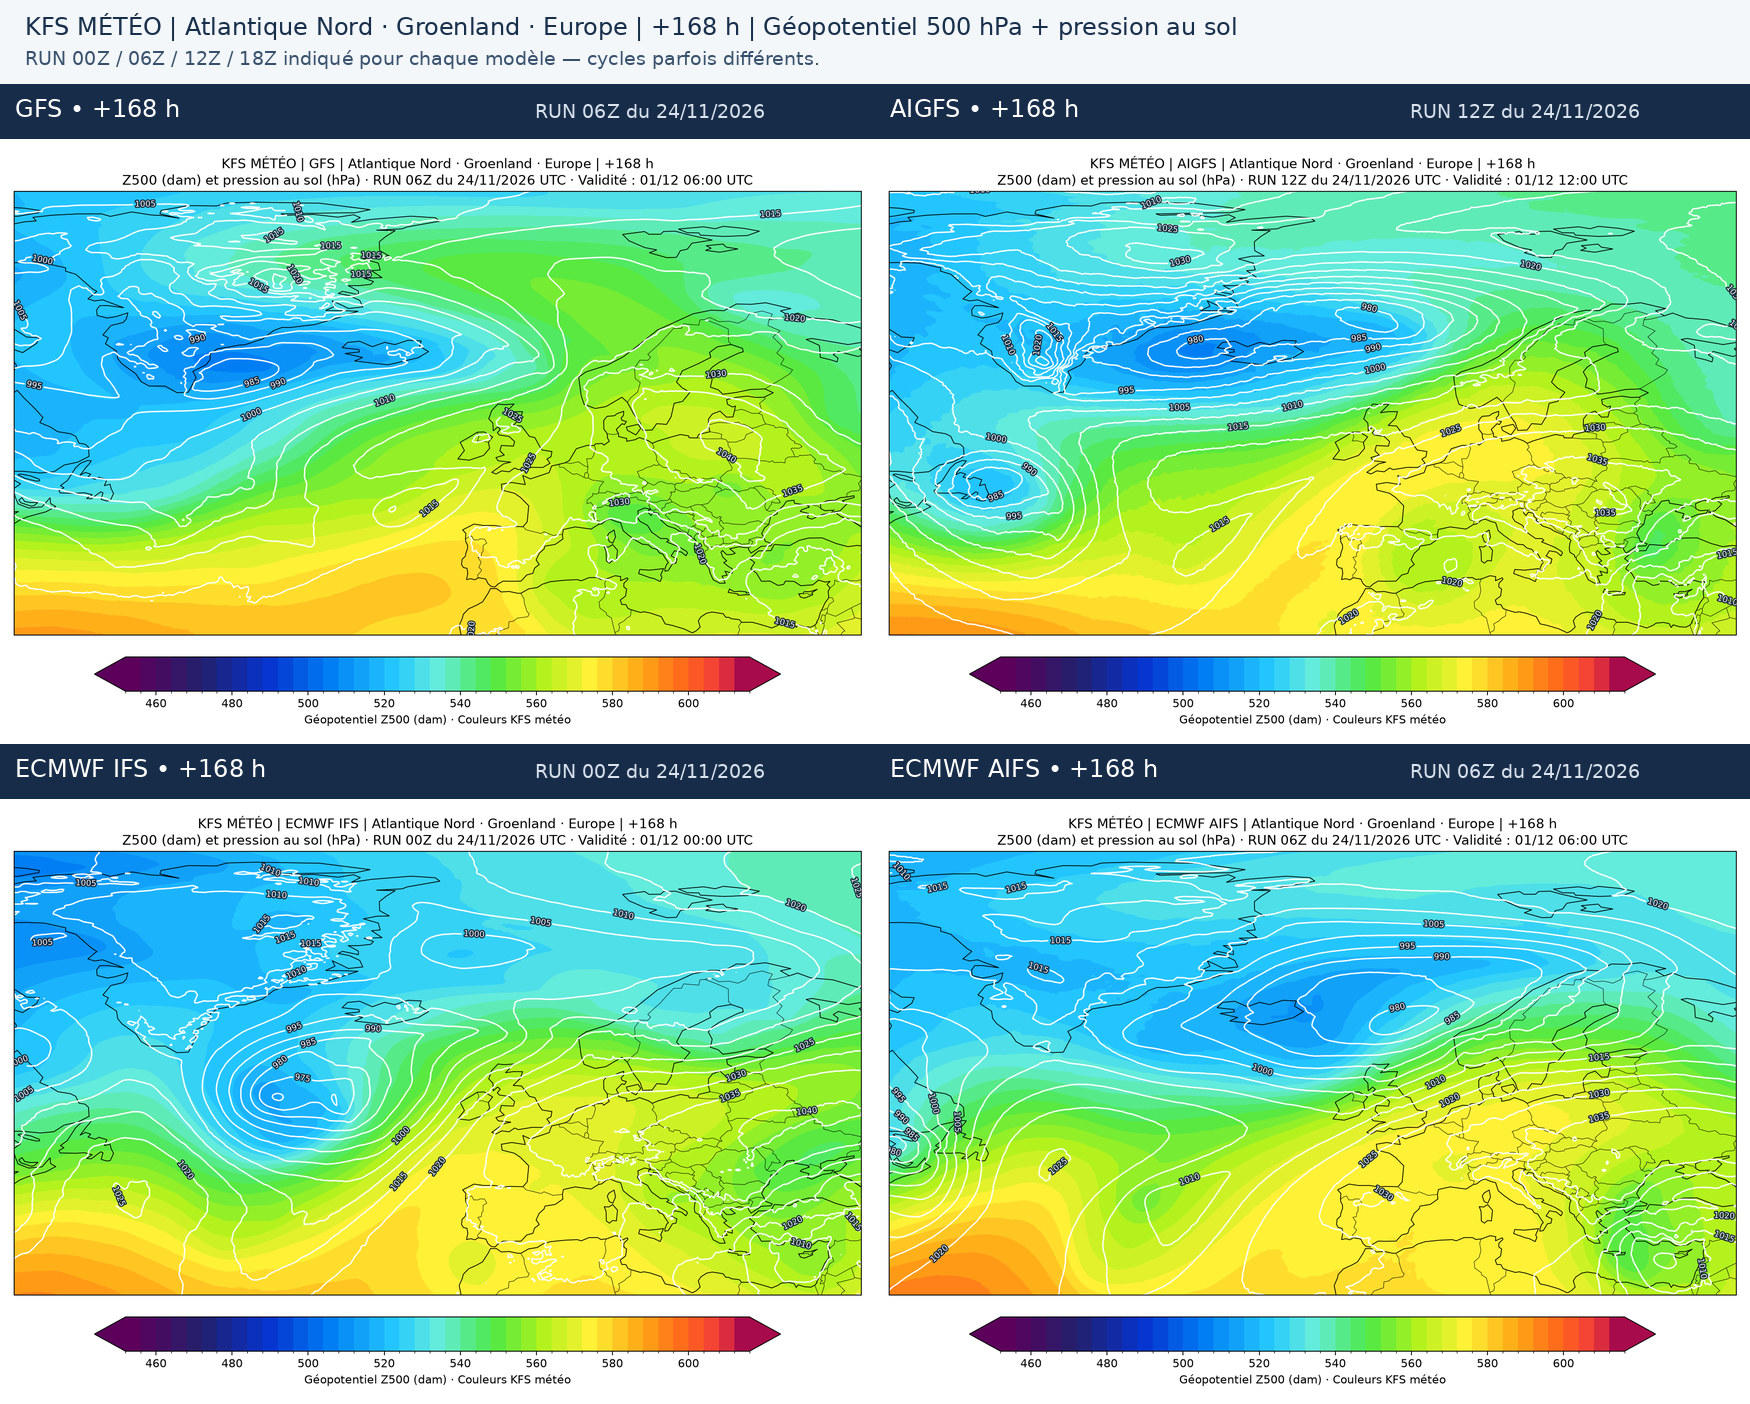 KFS MÉTÉO | Atlantique Nord · Groenland · Europe | +168 h | Géopotentiel 500 hPa + pression au sol
RUN 00Z / 06Z / 12Z / 18Z indiqué pour chaque modèle — cycles parfois différents.
GFS • +168 h
RUN 06Z du 24/11/2026
AIGFS • +168 h
RUN 12Z du 24/11/2026
KFS MÉTÉO | GFS | Atlantique Nord · Groenland · Europe | +168 h
Z500 (dam) et pression au sol (hPa) · RUN 06Z du 24/11/2026 UTC · Validité : 01/12 06:00 UTC
KFS MÉTÉO | AIGFS | Atlantique Nord · Groenland · Europe | +168 h
Z500 (dam) et pression au sol (hPa) · RUN 12Z du 24/11/2026 UTC · Validité : 01/12 12:00 UTC
460 480 500 520 540 560 580 600
Géopotentiel Z500 (dam) · Couleurs KFS météo
460 480 500 520 540 560 580 600
Géopotentiel Z500 (dam) · Couleurs KFS météo
ECMWF IFS • +168 h
RUN 00Z du 24/11/2026
ECMWF AIFS • +168 h
RUN 06Z du 24/11/2026
KFS MÉTÉO | ECMWF IFS | Atlantique Nord · Groenland · Europe | +168 h
Z500 (dam) et pression au sol (hPa) · RUN 00Z du 24/11/2026 UTC · Validité : 01/12 00:00 UTC
KFS MÉTÉO | ECMWF AIFS | Atlantique Nord · Groenland · Europe | +168 h
Z500 (dam) et pression au sol (hPa) · RUN 06Z du 24/11/2026 UTC · Validité : 01/12 06:00 UTC
460 480 500 520 540 560 580 600
Géopotentiel Z500 (dam) · Couleurs KFS météo
460 480 500 520 540 560 580 600
Géopotentiel Z500 (dam) · Couleurs KFS météo